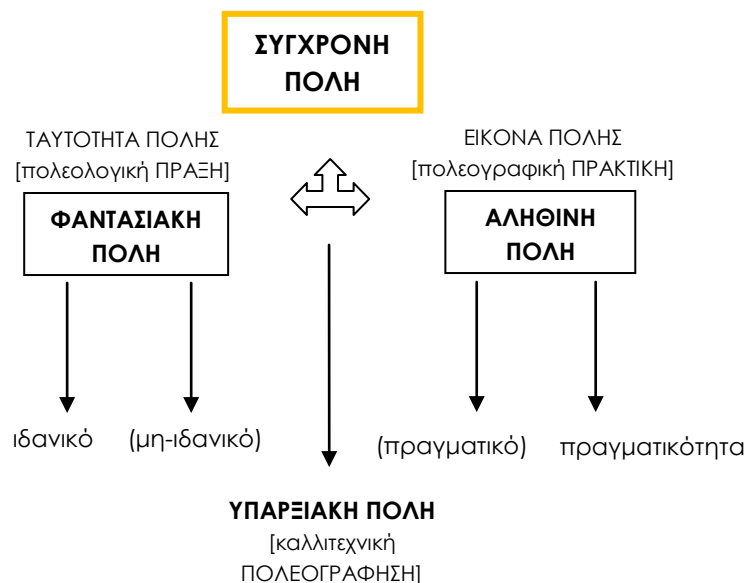 ΣΥΓΧΡΟΝΗ
ΠΟΛΗ
ΤΑΥΤΟΤΗΤΑ ΠΟΛΗΣ
[πολεολογική ΠΡΑΞΗ]
ΦΑΝΤΑΣΙΑΚΗ
ΠΟΛΗ
ΕΙΚΟΝΑ ΠΟΛΗΣ
[πολεογραφική ΠΡΑΚΤΙΚΗ]
ΑΛΗΘΙΝΗ
ΠΟΛΗ
ιδανικό (μη-ιδανικό) (πραγματικό) πραγματικότητα
ΥΠΑΡΞΙΑΚΗ ΠΟΛΗ
[καλλιτεχνική
ΠΟΛΕΟΓΡΑΦΗΣΗ]